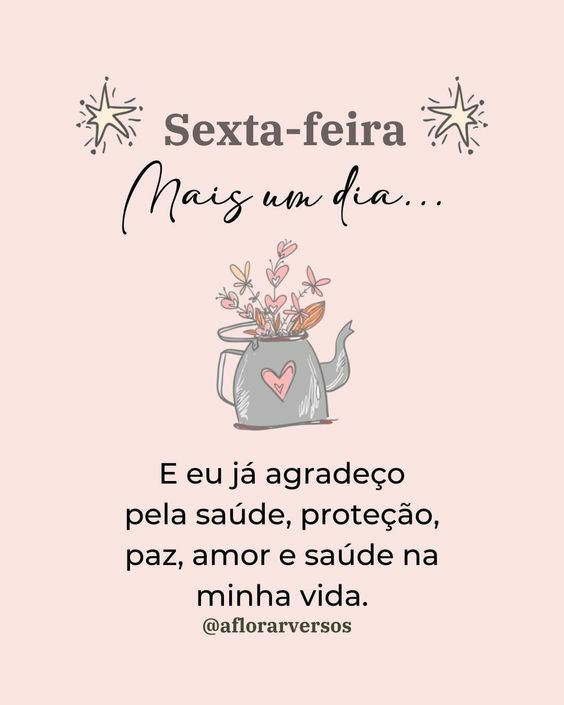 Sexta-feira
Mais um dia...
E eu já agradeço
pela saúde, proteção,
paz, amor e saúde na
minha vida.
@aflorarversos